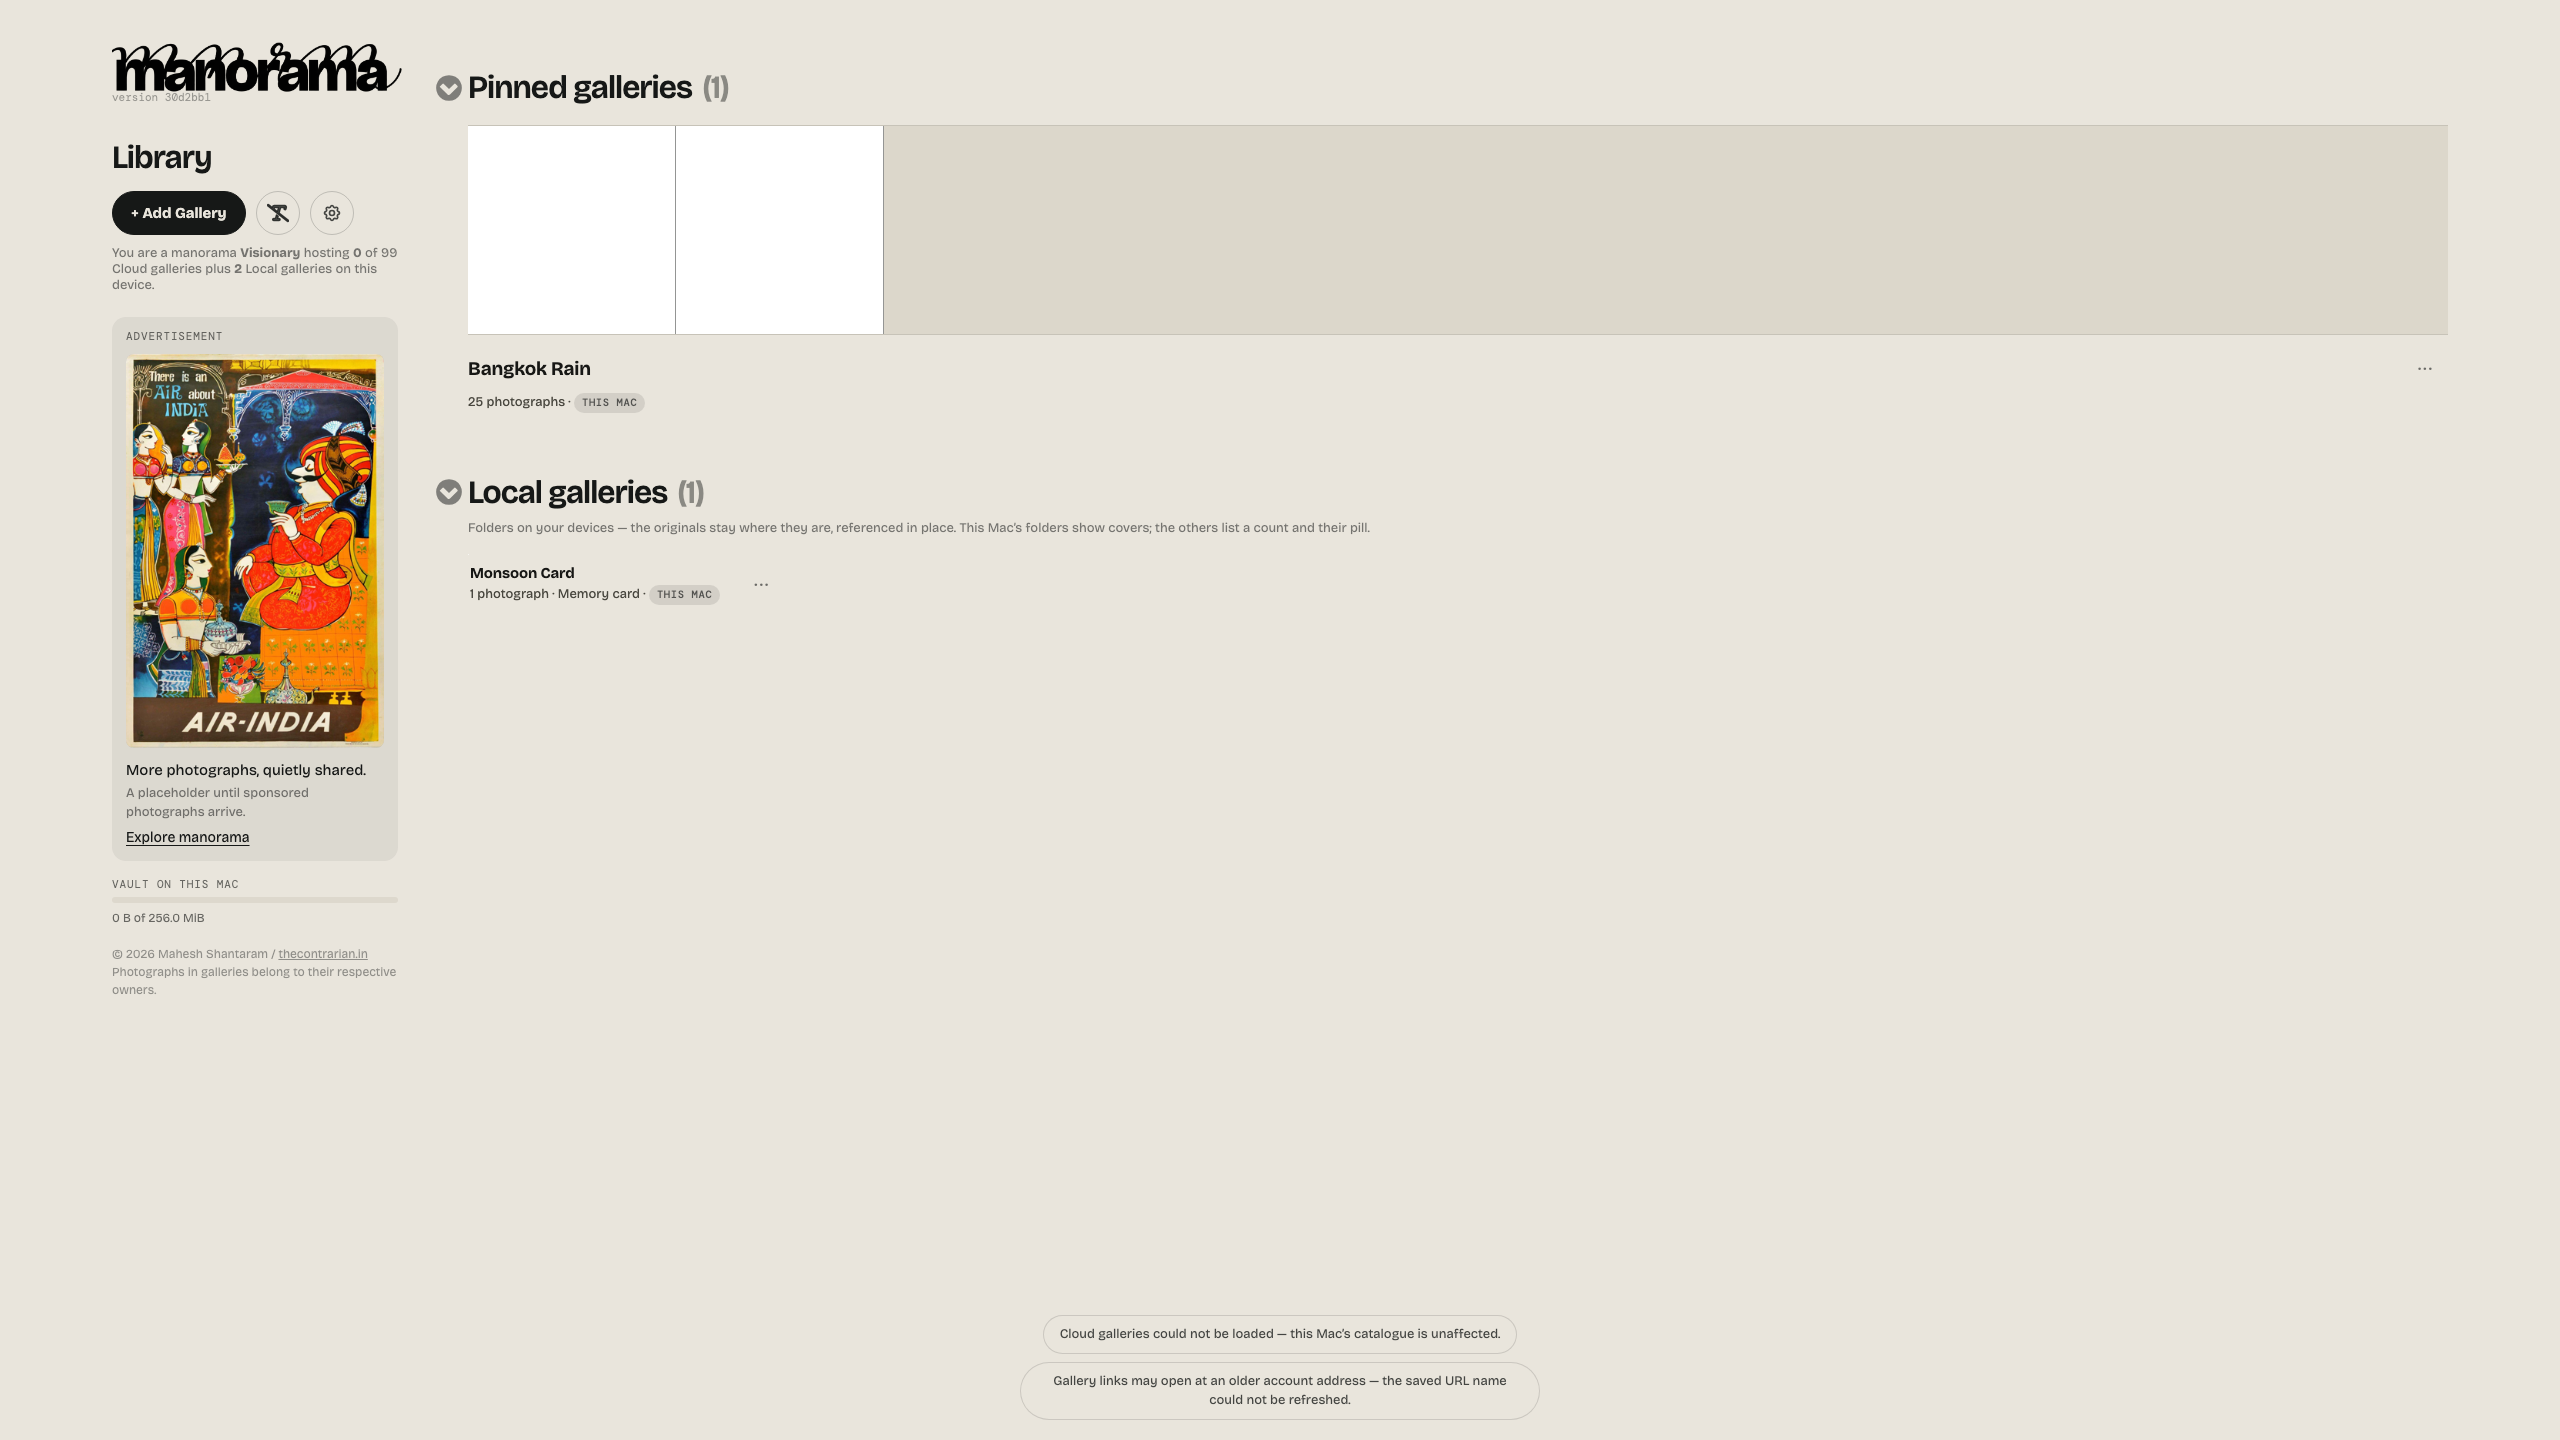 manorama
version 30d2bb1
Library
+ Add Gallery
You are a manorama Visionary hosting 0 of 99
Cloud galleries plus 2 Local galleries on this
device.
ADVERTISEMENT
There is an
AIR about
INDIA
AIR-INDIA
More photographs, quietly shared.
A placeholder until sponsored
photographs arrive.
Explore manorama
VAULT ON THIS MAC
0 B of 256.0 MiB
© 2026 Mahesh Shantaram / thecontrarian.in
Photographs in galleries belong to their respective
owners.
Pinned galleries (1)
Bangkok Rain
25 photographs · THIS MAC
Local galleries (1)
Folders on your devices — the originals stay where they are, referenced in place. This Mac’s folders show covers; the others list a count and their pill.
Monsoon Card
1 photograph · Memory card · THIS MAC
Cloud galleries could not be loaded — this Mac’s catalogue is unaffected.
Gallery links may open at an older account address — the saved URL name
could not be refreshed.